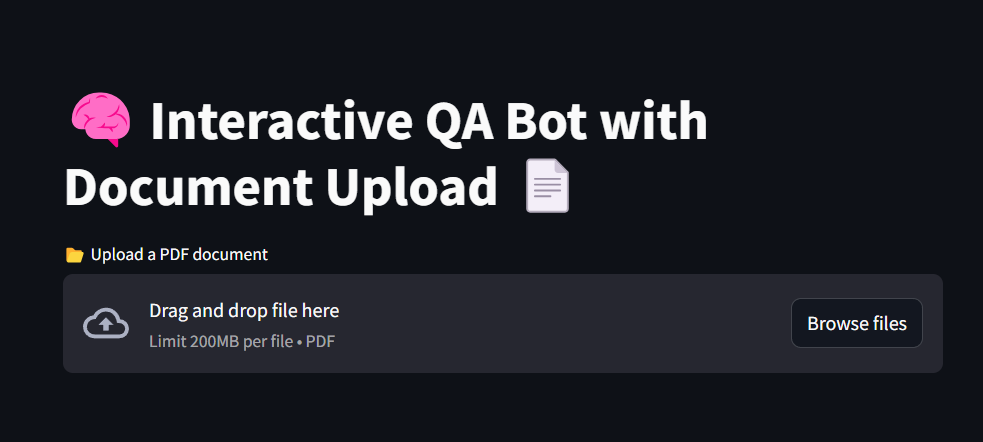 🧠 Interactive QA Bot with
Document Upload 📄
📂 Upload a PDF document
Drag and drop file here
Limit 200MB per file • PDF
Browse files